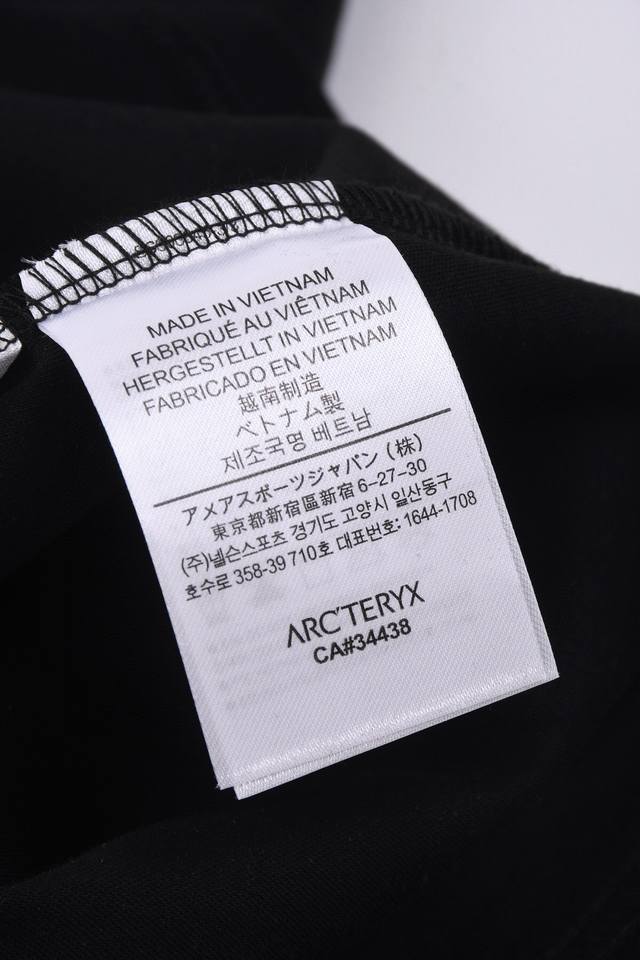 MADE IN VIETNAM
FABRIQUÉ AU VIÊTNAM
HERGESTELLT IN VIETNAM
FABRICADO EN VIETNAM
越南制造
ベトナム製
제조국명 베트남
アメアスポーツジャパン（株）
東京都新宿區新宿 6-27-30
(주)넬슨스포츠 경기도 고양시 일산동구
호수로 358-39 710호 대표번호: 1644-1708
ARC'TERYX
CA#34438